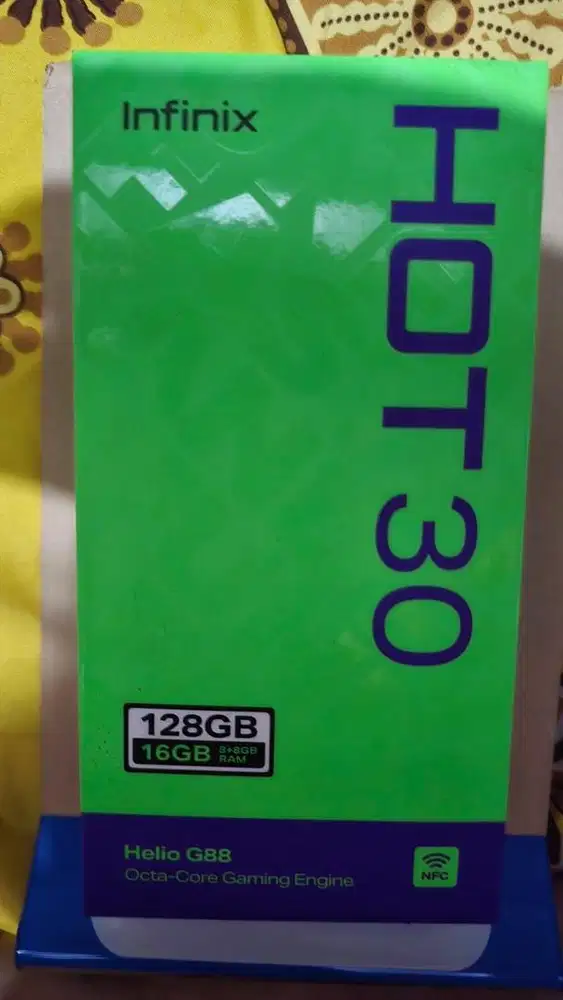 Infinix
HOT 30
128GB
16GB 8+8GB
RAM
Helio G88
Octa-Core Gaming Engine
NFC